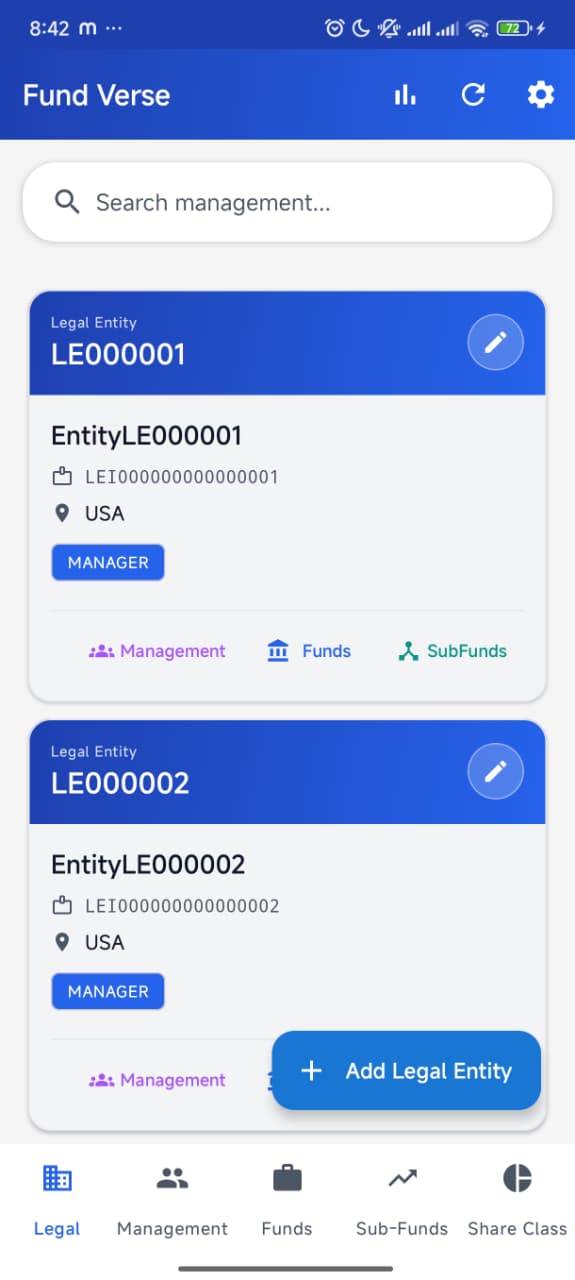 8:42 m ...
72
Fund Verse
Search management...
Legal Entity
LE000001
EntityLE000001
LEI000000000000001
USA
MANAGER
Management Funds SubFunds
Legal Entity
LE000002
EntityLE000002
LEI000000000000002
USA
MANAGER
Management
+ Add Legal Entity
Legal Management Funds Sub-Funds Share Class